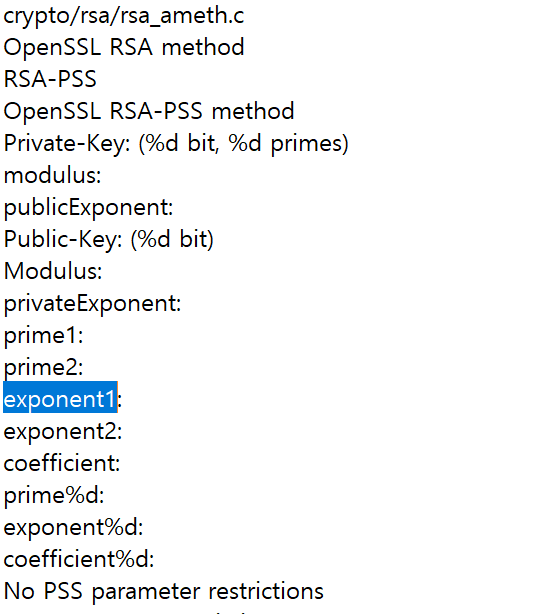 crypto/rsa/rsa_ameth.c
OpenSSL RSA method
RSA-PSS
OpenSSL RSA-PSS method
Private-Key: (%d bit, %d primes)
modulus:
publicExponent:
Public-Key: (%d bit)
Modulus:
privateExponent:
prime1:
prime2:
exponent1:
exponent2:
coefficient:
prime%d:
exponent%d:
coefficient%d:
No PSS parameter restrictions